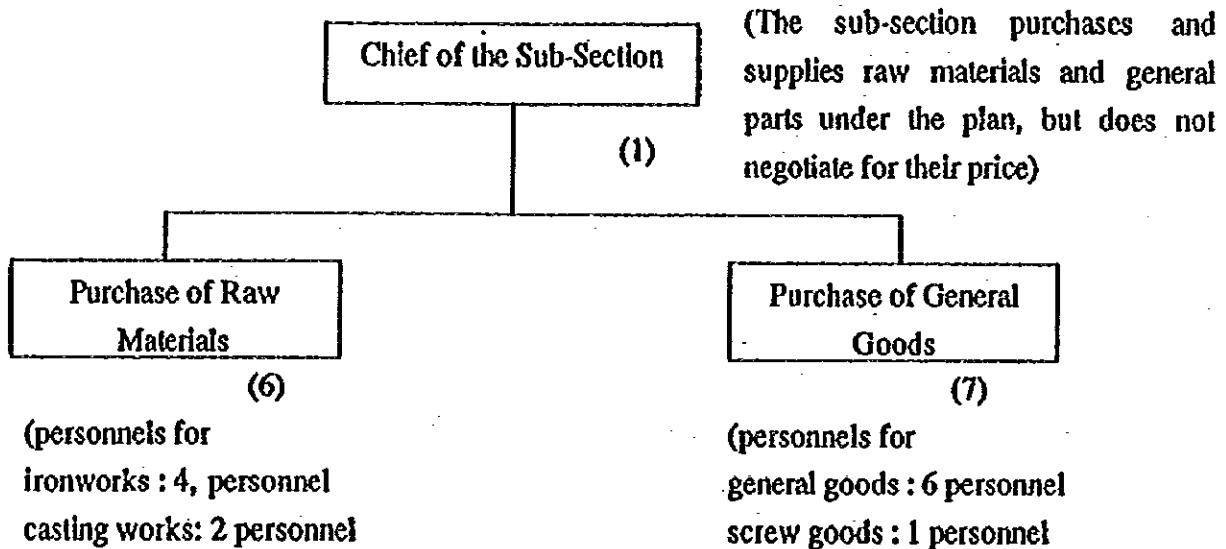 Chief of the Sub-Section
(1)
(The sub-section purchases and
supplies raw materials and general
parts under the plan, but does not
negotiate for their price)
Purchase of Raw
Materials
(6)
(personnels for
ironworks : 4, personnel
casting works: 2 personnel
Purchase of General
Goods
(7)
(personnels for
general goods : 6 personnel
screw goods : 1 personnel